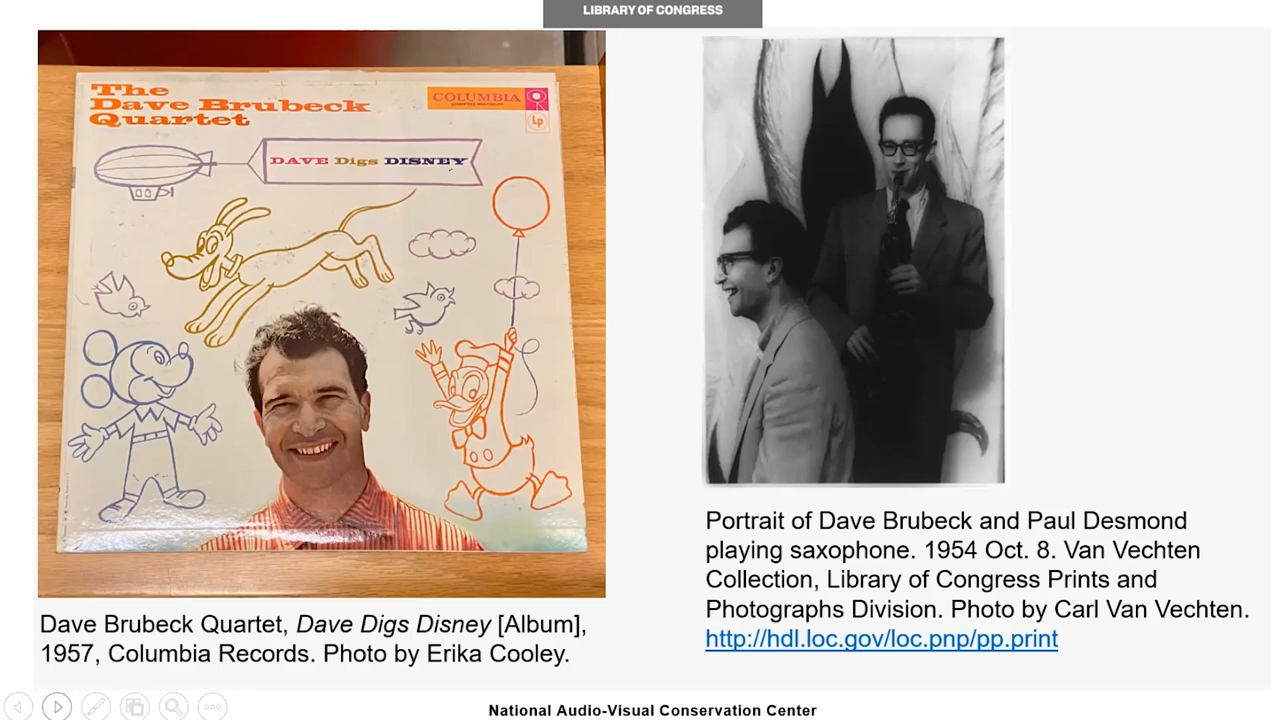 LIBRARY OF CONGRESS
The
Dave Brubeck
Quartet
COLUMBIA
Lp
DAVE Digs DISNEY
Dave Brubeck Quartet, Dave Digs Disney [Album],
1957, Columbia Records. Photo by Erika Cooley.
Portrait of Dave Brubeck and Paul Desmond
playing saxophone. 1954 Oct. 8. Van Vechten
Collection, Library of Congress Prints and
Photographs Division. Photo by Carl Van Vechten.
http://hdl.loc.gov/loc.pnp/pp.print
National Audio-Visual Conservation Center